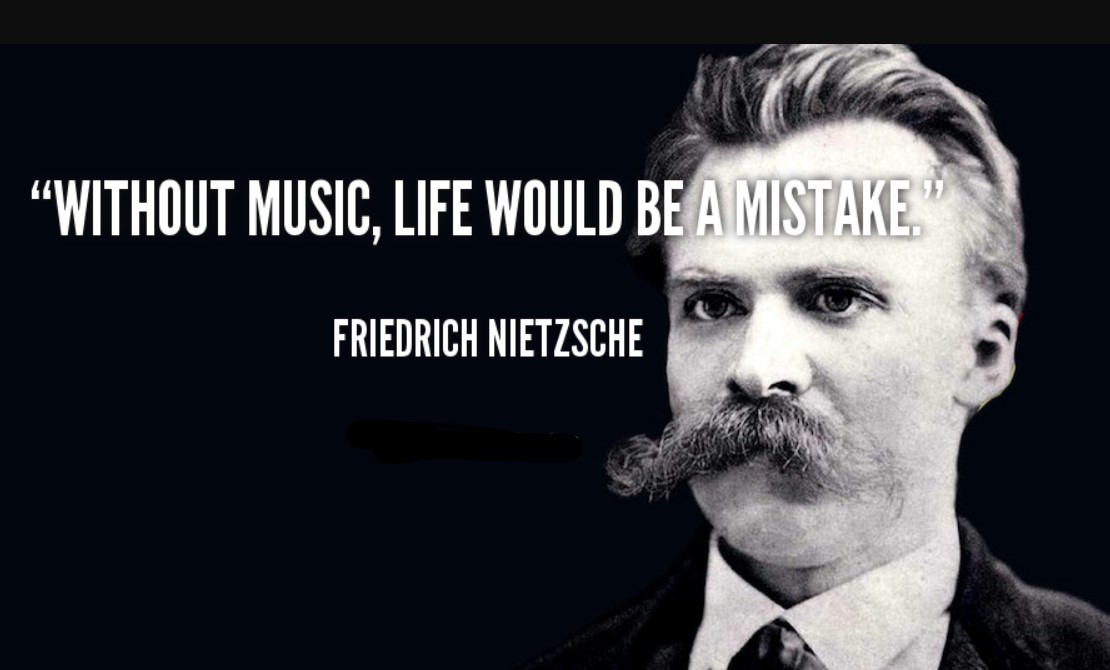 “WITHOUT MUSIC, LIFE WOULD BE A MISTAKE.”
FRIEDRICH NIETZSCHE